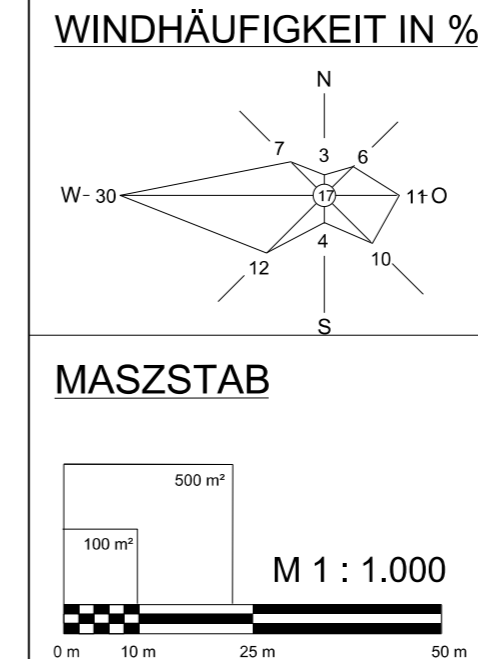 WINDHÄUFIGKEIT IN %
N
7 3 6
W- 30 17 11 O
12 4 10
S
MASZSTAB
500 m²
100 m²
M 1 : 1.000
0 m 10 m 25 m 50 m